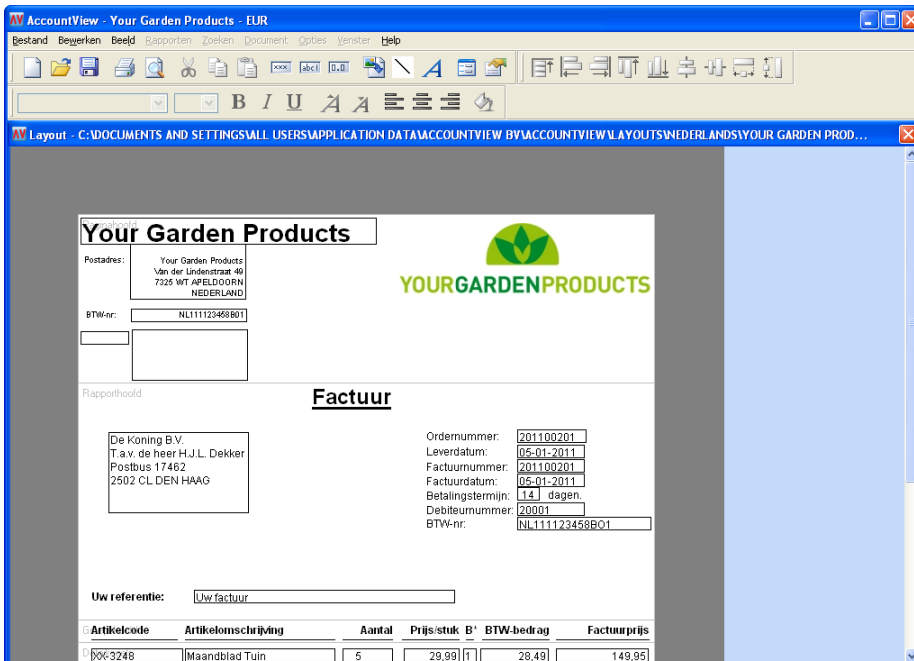 AccountView - Your Garden Products - EUR
Bestand Bewerken Beeld Rapporten Zoeken Document Opties Venster Help
xxx abcl 0.0 A
B I U A A
Layout - C:\DOCUMENTS AND SETTINGS\ALL USERS\APPLICATION DATA\ACCOUNTVIEW BV\ACCOUNTVIEW\LAYOUTS\NEDERLANDS\YOUR GARDEN PROD...
Your Garden Products
Postadres: Your Garden Products
Van der Lindenstraat 49
7325 WT APELDOORN
NEDERLAND
YOURGARDENPRODUCTS
BTW-nr: NL111123458B01
Rapporthoofd
Factuur
De Koning B.V.
T.a.v. de heer H.J.L. Dekker
Postbus 17462
2502 CL DEN HAAG
Ordernummer: 201100201
Leverdatum: 05-01-2011
Factuurnummer: 201100201
Factuurdatum: 05-01-2011
Betalingstermijn: 14 dagen.
Debiteurnummer: 20001
BTW-nr: NL111123458BO1
Uw referentie: Uw factuur
Artikelcode Artikelomschrijving Aantal Prijs/stuk B* BTW-bedrag Factuurprijs
XX-3248 Maandblad Tuin 5 29,99 1 28,49 149,95